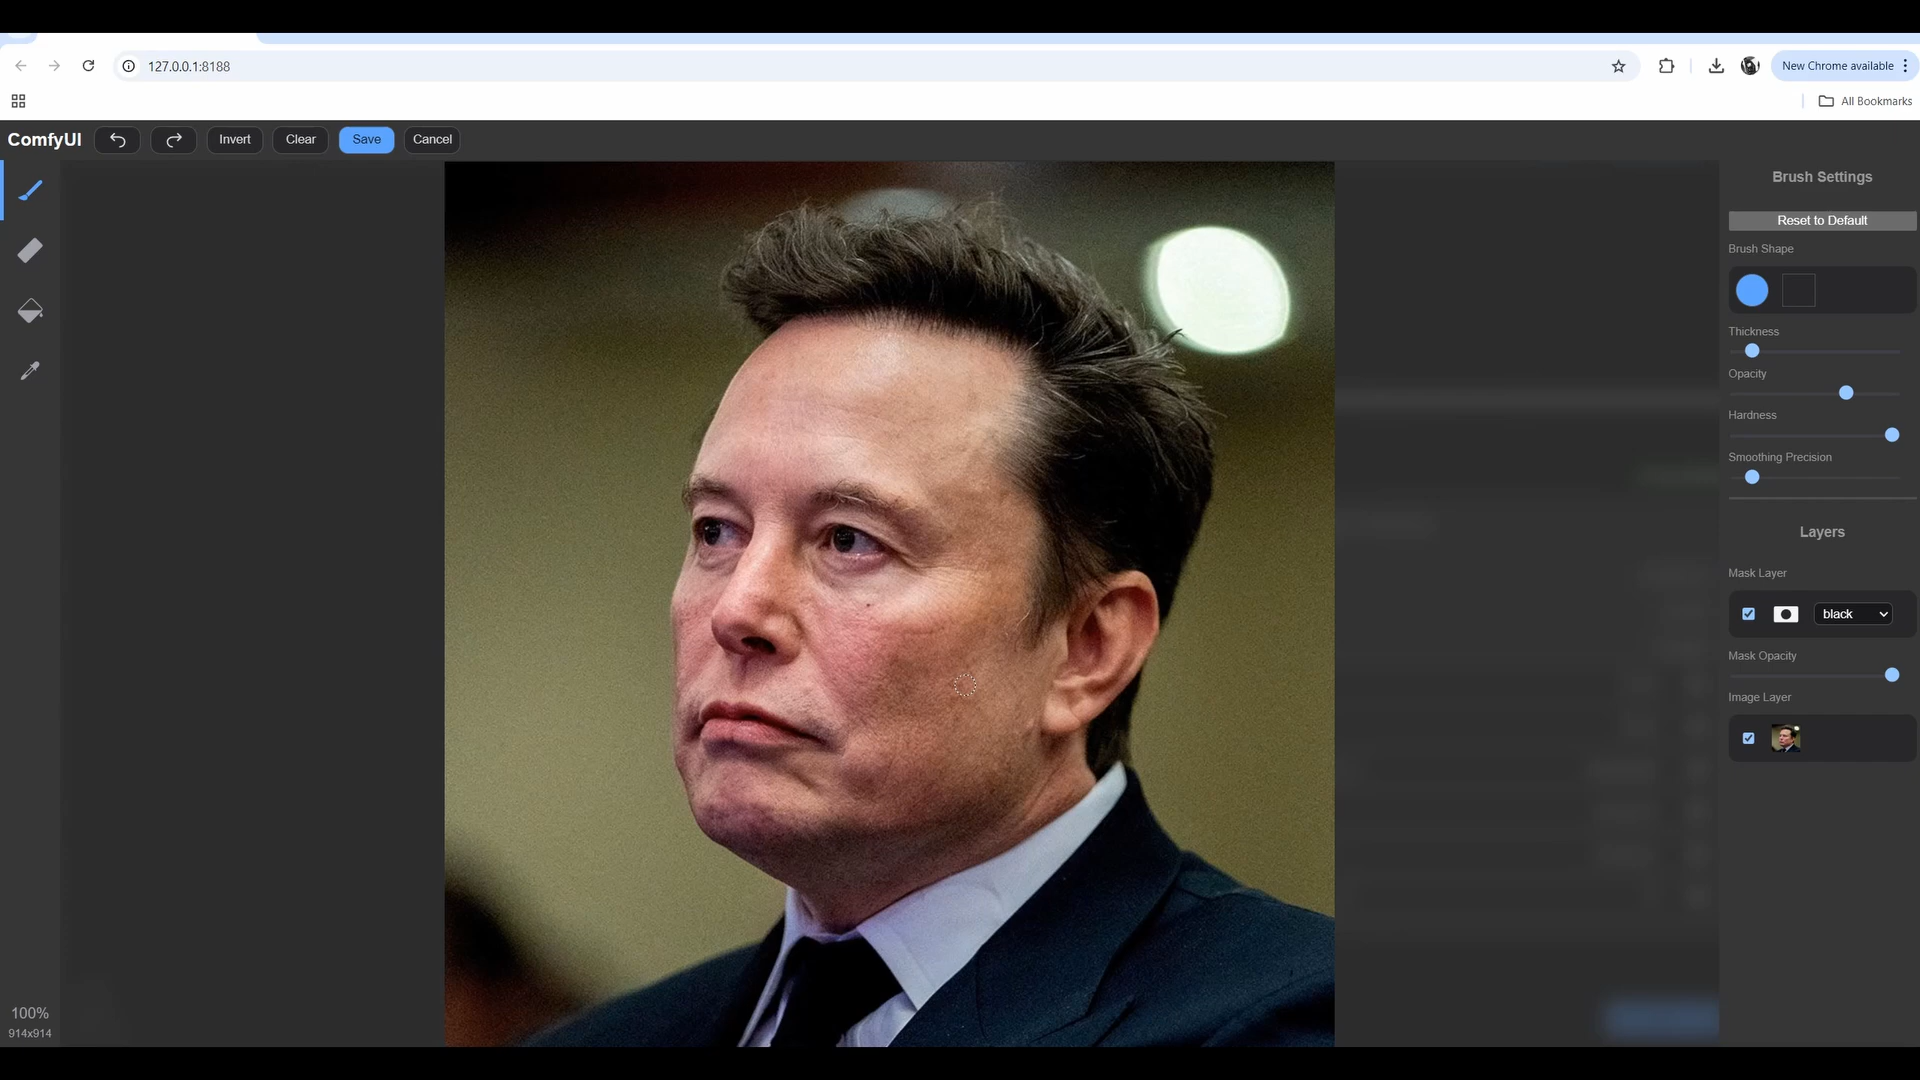 127.0.0.1:8188
New Chrome available
All Bookmarks
ComfyUI
Invert
Clear
Save
Cancel
Brush Settings
Reset to Default
Brush Shape
Thickness
Opacity
Hardness
Smoothing Precision
Layers
Mask Layer
black
Mask Opacity
Image Layer
100%
914x914